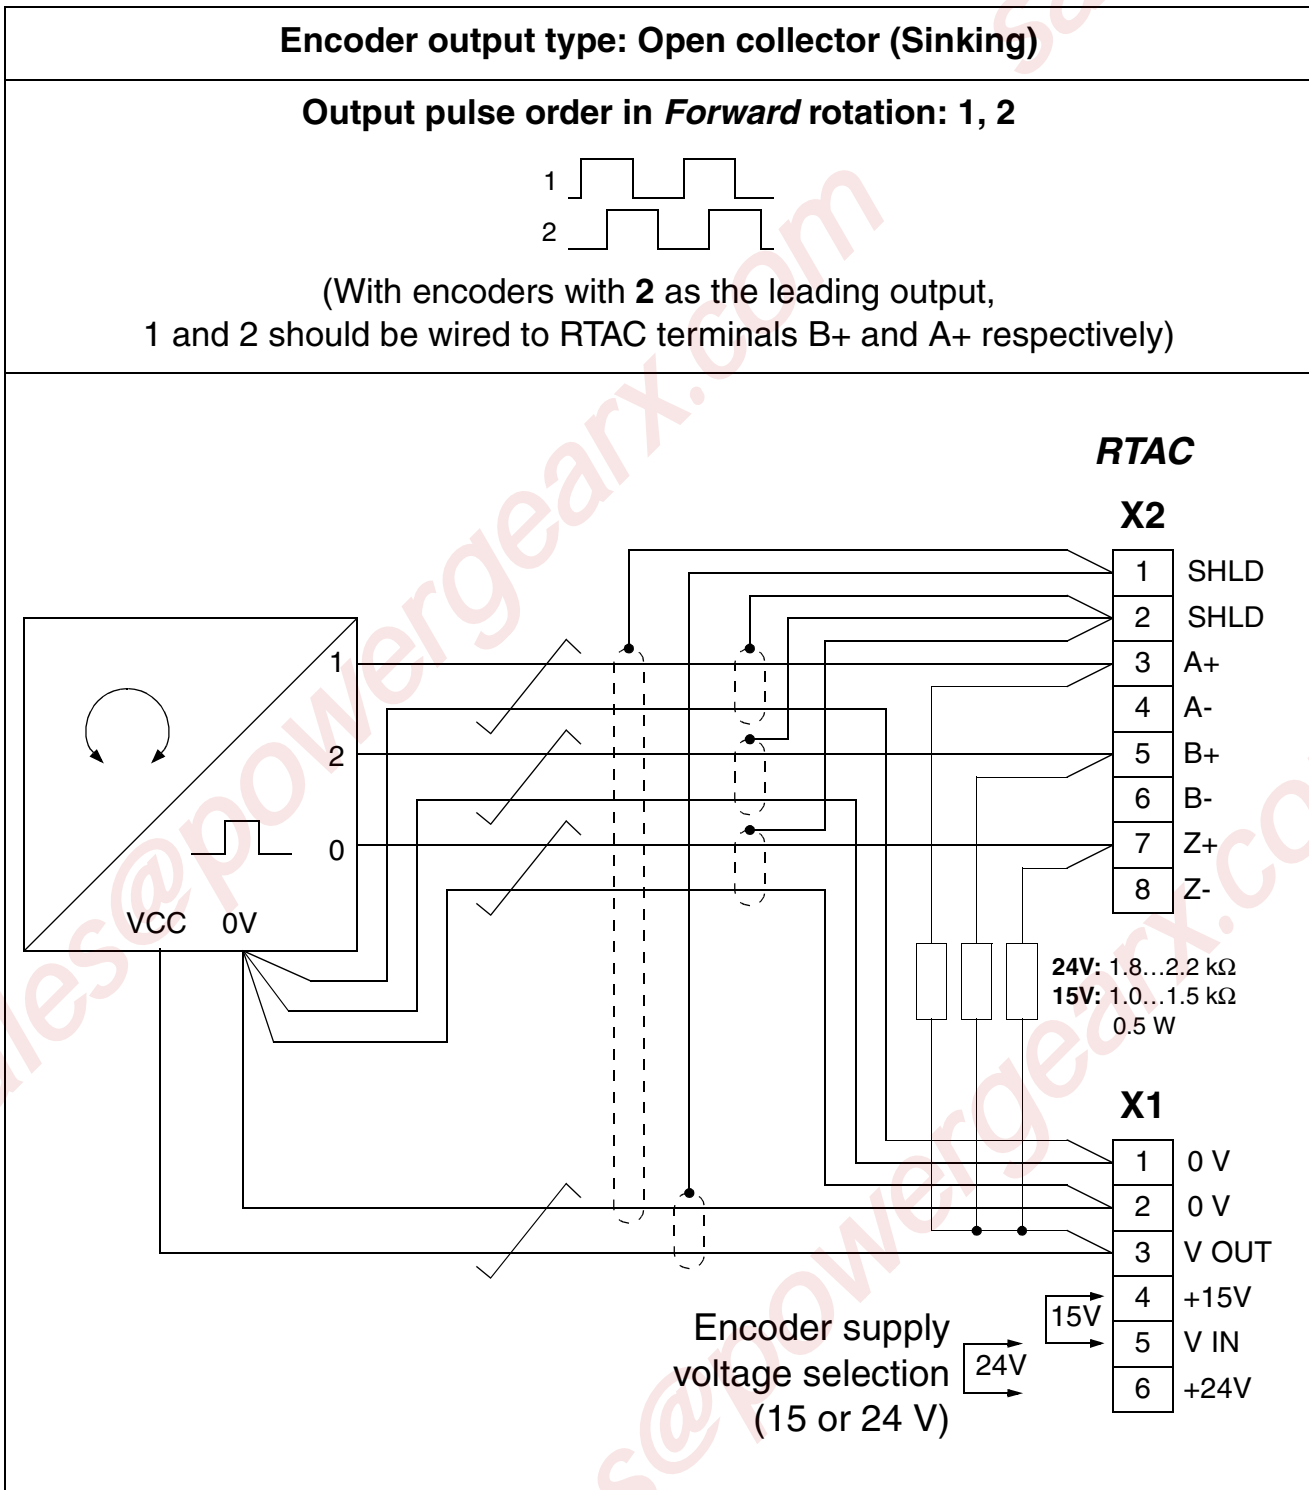 Encoder output type: Open collector (Sinking)
Output pulse order in Forward rotation: 1, 2
1
2
(With encoders with 2 as the leading output,
1 and 2 should be wired to RTAC terminals B+ and A+ respectively)
RTAC
X2
1 SHLD
2 SHLD
3 A+
4 A-
5 B+
6 B-
7 Z+
8 Z-
1
2
0
VCC 0V
24V: 1.8...2.2 kΩ
15V: 1.0...1.5 kΩ
0.5 W
X1
1 0 V
2 0 V
3 V OUT
4 +15V
5 V IN
6 +24V
15V
24V
Encoder supply
voltage selection
(15 or 24 V)
sales@powergearx.com